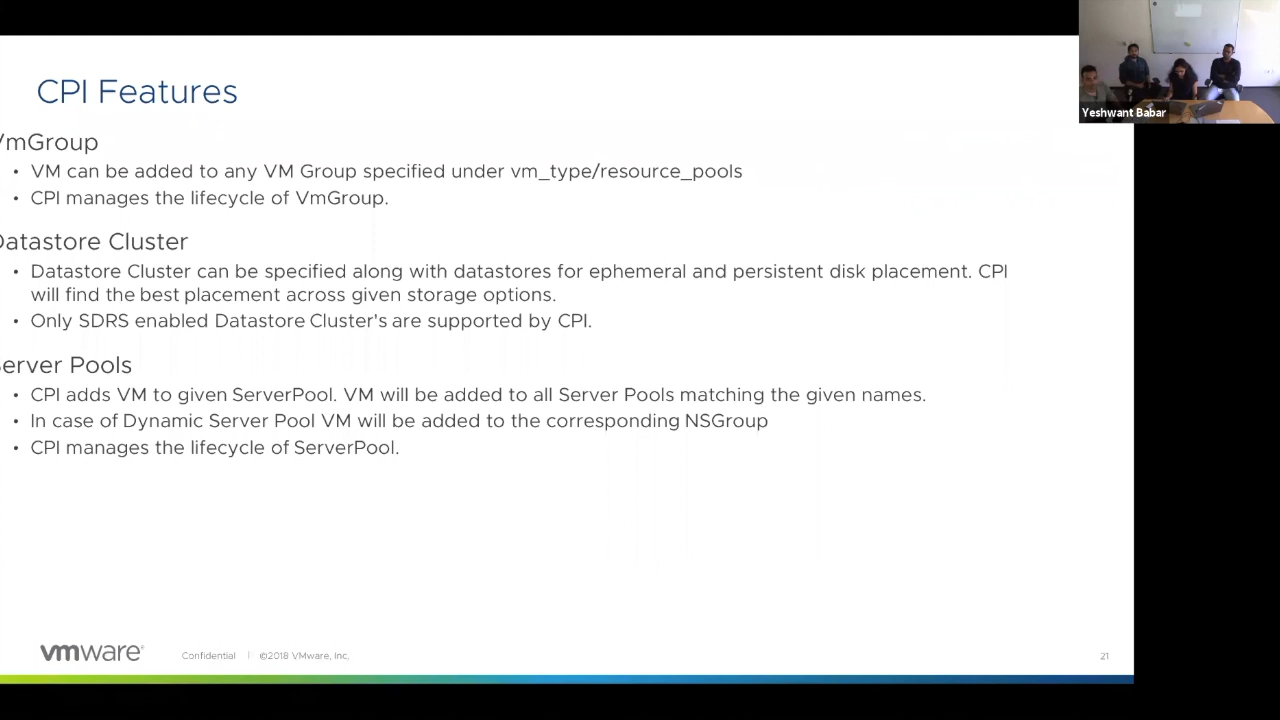 CPI Features
Yeshwant Babar
VmGroup
• VM can be added to any VM Group specified under vm_type/resource_pools
• CPI manages the lifecycle of VmGroup.
Datastore Cluster
• Datastore Cluster can be specified along with datastores for ephemeral and persistent disk placement. CPI
will find the best placement across given storage options.
• Only SDRS enabled Datastore Cluster's are supported by CPI.
Server Pools
• CPI adds VM to given ServerPool. VM will be added to all Server Pools matching the given names.
• In case of Dynamic Server Pool VM will be added to the corresponding NSGroup
• CPI manages the lifecycle of ServerPool.
vmware® Confidential | ©2018 VMware, Inc. 21